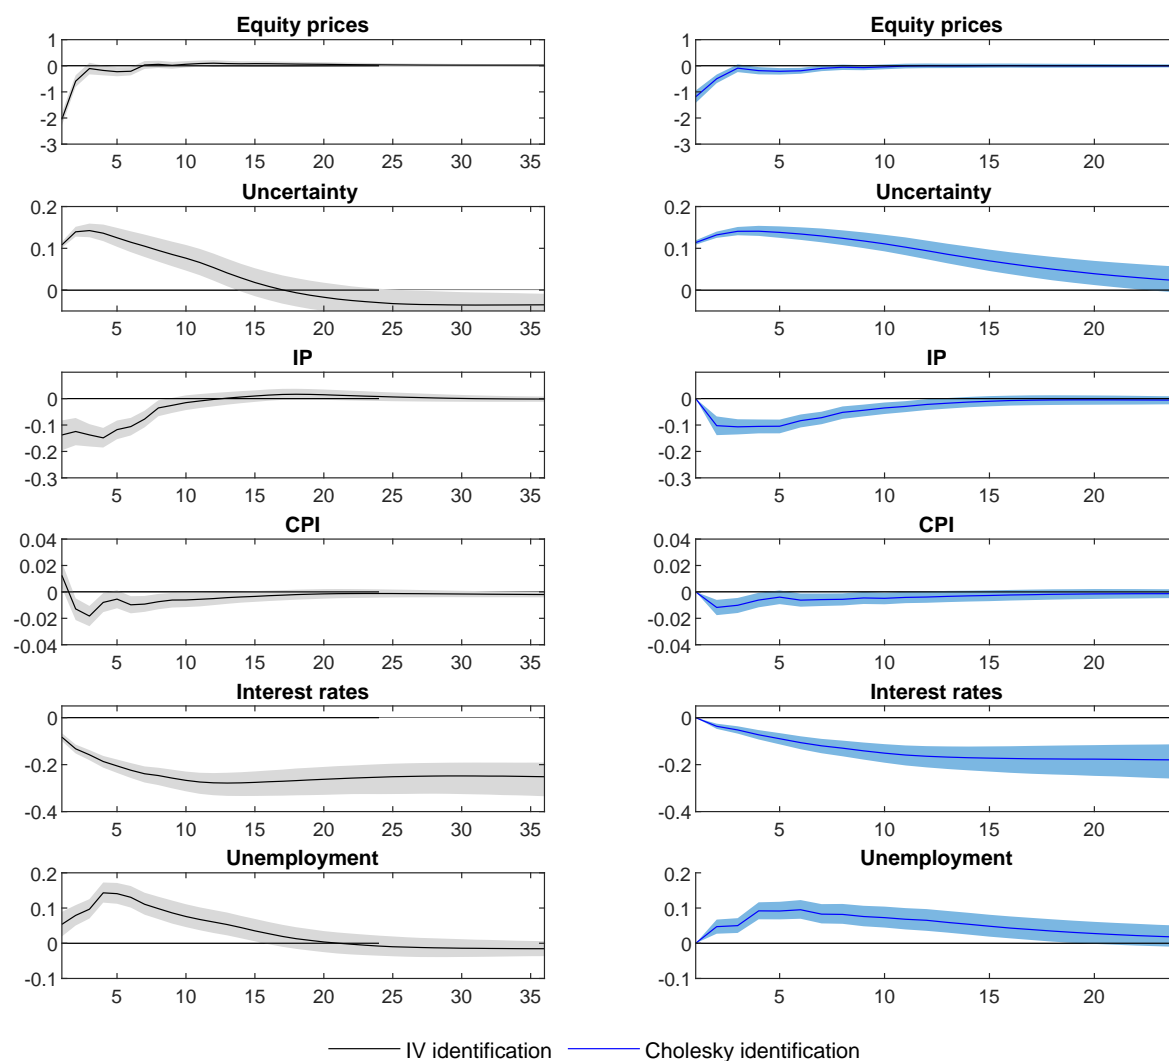 Equity prices
1
0
-1
-2
-3
5 10 15 20 25 30 35
Equity prices
1
0
-1
-2
-3
5 10 15 20
Uncertainty
0.2
0.1
0
5 10 15 20 25 30 35
Uncertainty
0.2
0.1
0
5 10 15 20
IP
0
-0.1
-0.2
-0.3
5 10 15 20 25 30 35
IP
0
-0.1
-0.2
-0.3
5 10 15 20
CPI
0.04
0.02
0
-0.02
-0.04
5 10 15 20 25 30 35
CPI
0.04
0.02
0
-0.02
-0.04
5 10 15 20
Interest rates
0
-0.2
-0.4
5 10 15 20 25 30 35
Interest rates
0
-0.2
-0.4
5 10 15 20
Unemployment
0.2
0.1
0
-0.1
5 10 15 20 25 30 35
Unemployment
0.2
0.1
0
-0.1
5 10 15 20
IV identification Cholesky identification